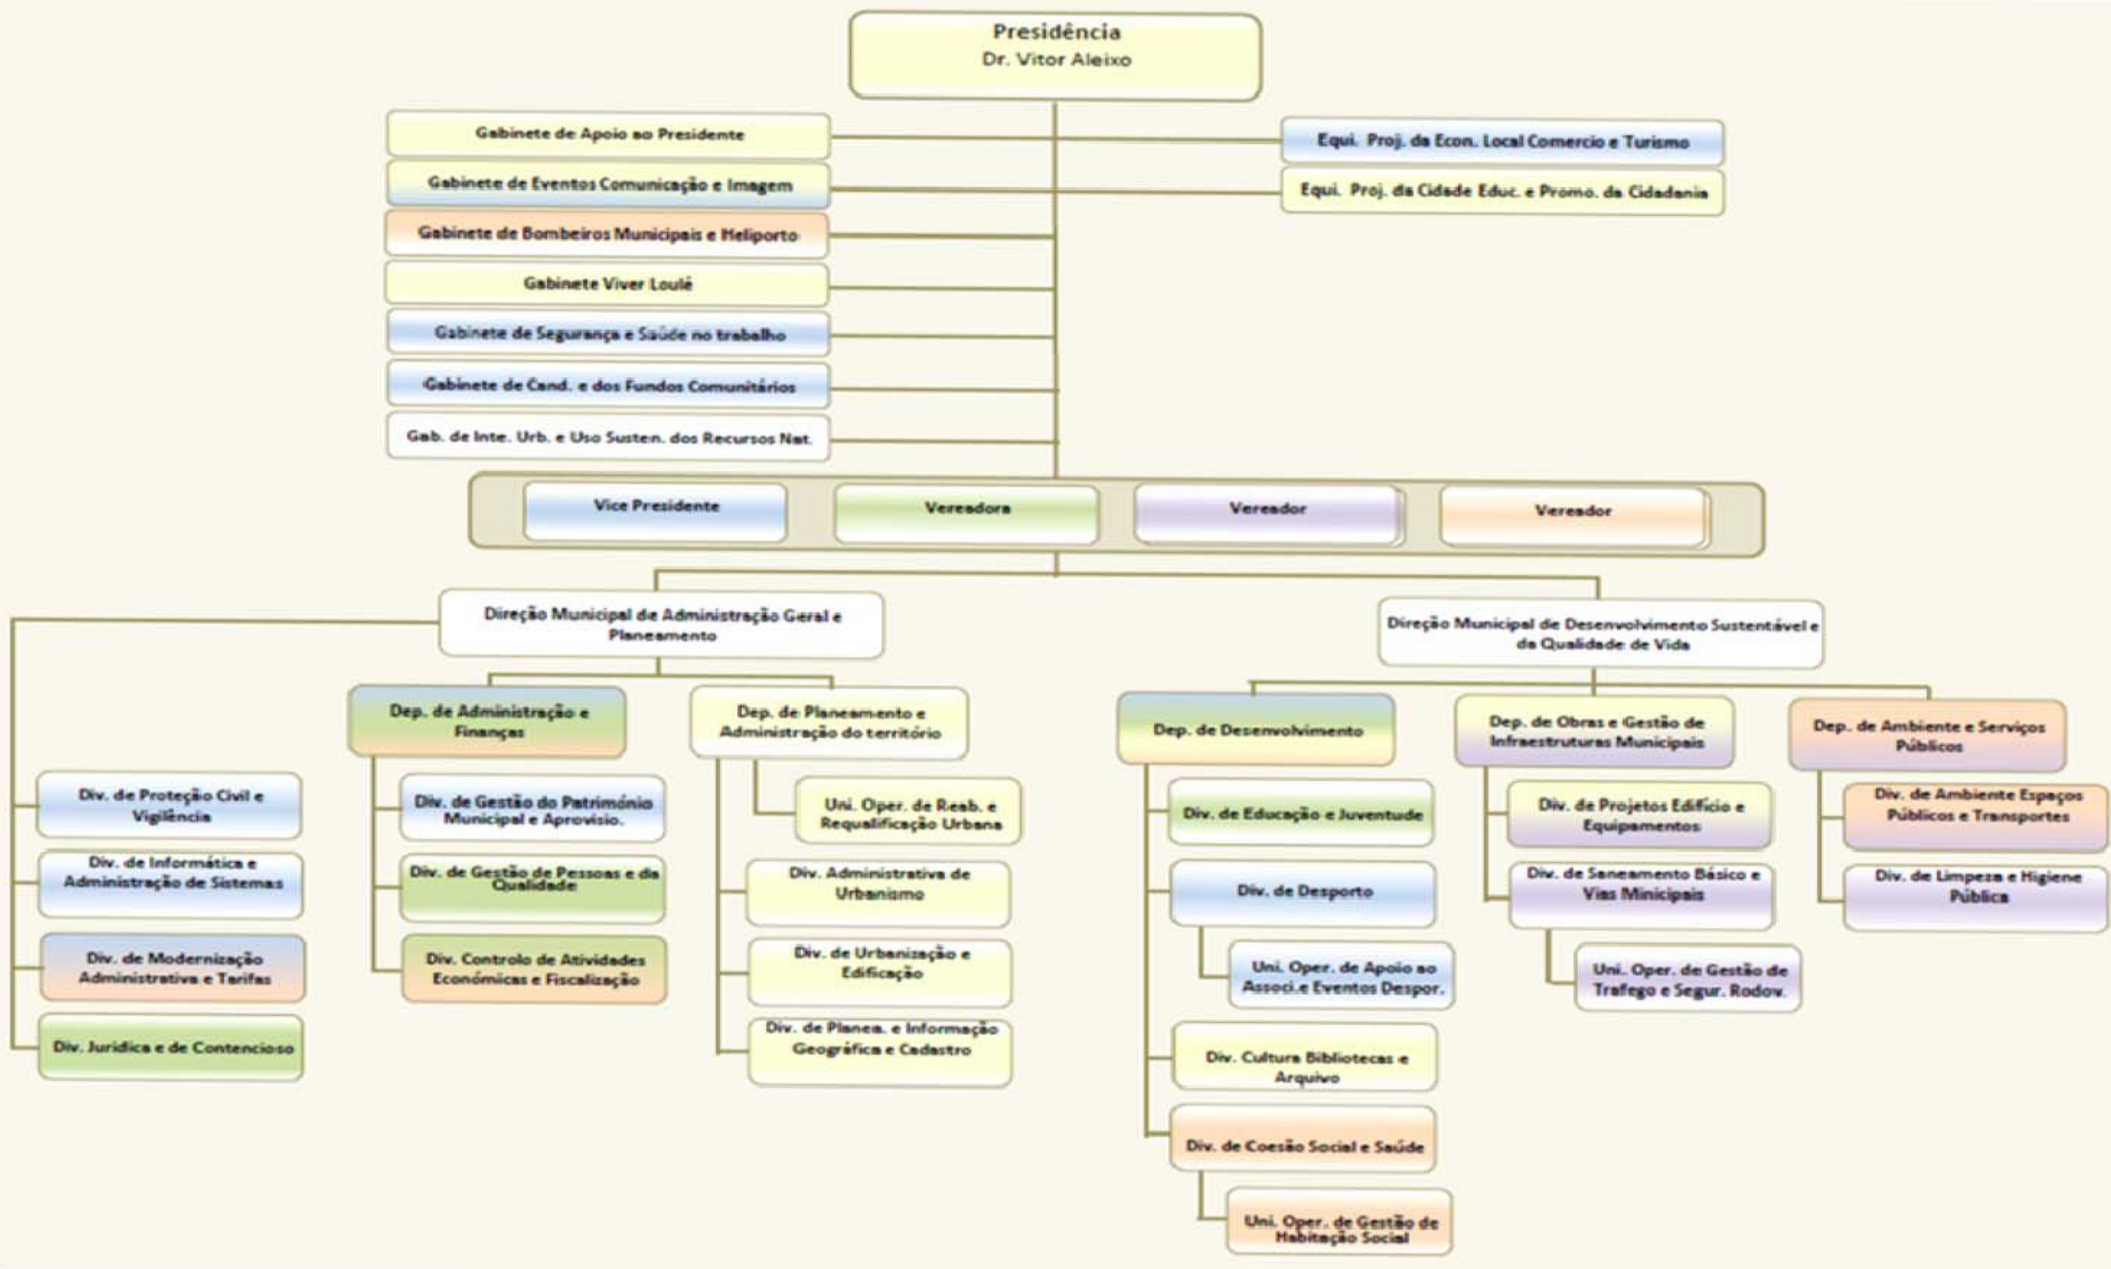 Presidência
Dr. Vitor Aleixo
Gabinete de Apoio ao Presidente
Equi. Proj. da Econ. Local Comercio e Turismo
Gabinete de Eventos Comunicação e Imagem
Equi. Proj. da Cidade Educ. e Promo. da Cidadania
Gabinete de Bombeiros Municipais e Heliporto
Gabinete Viver Loulé
Gabinete de Segurança e Saúde no trabalho
Gabinete de Cand. e dos Fundos Comunitários
Gab. de Inte. Urb. e Uso Susten. dos Recursos Nat.
Vice Presidente
Vereadora
Vereador
Vereador
Direção Municipal de Administração Geral e
Planeamento
Direção Municipal de Desenvolvimento Sustentável e
da Qualidade de Vida
Div. de Proteção Civil e
Vigilência
Div. de Informática e
Administração de Sistemas
Div. de Modernização
Administrativa e Tarifas
Div. Juridica e de Contencioso
Dep. de Administração e
Finanças
Div. de Gestão do Património
Municipal e Aprovisio.
Div. de Gestão de Pessoas e da
Qualidade
Div. Controlo de Atividades
Económicas e Fiscalização
Dep. de Planeamento e
Administração do território
Uni. Oper. de Reab. e
Requalificação Urbana
Div. Administrativa de
Urbanismo
Div. de Urbanização e
Edificação
Div. de Planea. e Informação
Geográfica e Cadastro
Dep. de Desenvolvimento
Div. de Educação e Juventude
Div. de Desporto
Uni. Oper. de Apoio ao
Associ.e Eventos Despor.
Div. Cultura Bibliotecas e
Arquivo
Div. de Coesão Social e Saúde
Uni. Oper. de Gestão de
Habitação Social
Dep. de Obras e Gestão de
Infraestruturas Municipais
Div. de Projetos Edifício e
Equipamentos
Div. de Saneamento Básico e
Vias Minicipais
Uni. Oper. de Gestão de
Trafego e Segur. Rodov.
Dep. de Ambiente e Serviços
Públicos
Div. de Ambiente Espaços
Públicos e Transportes
Div. de Limpeza e Higiene
Pública